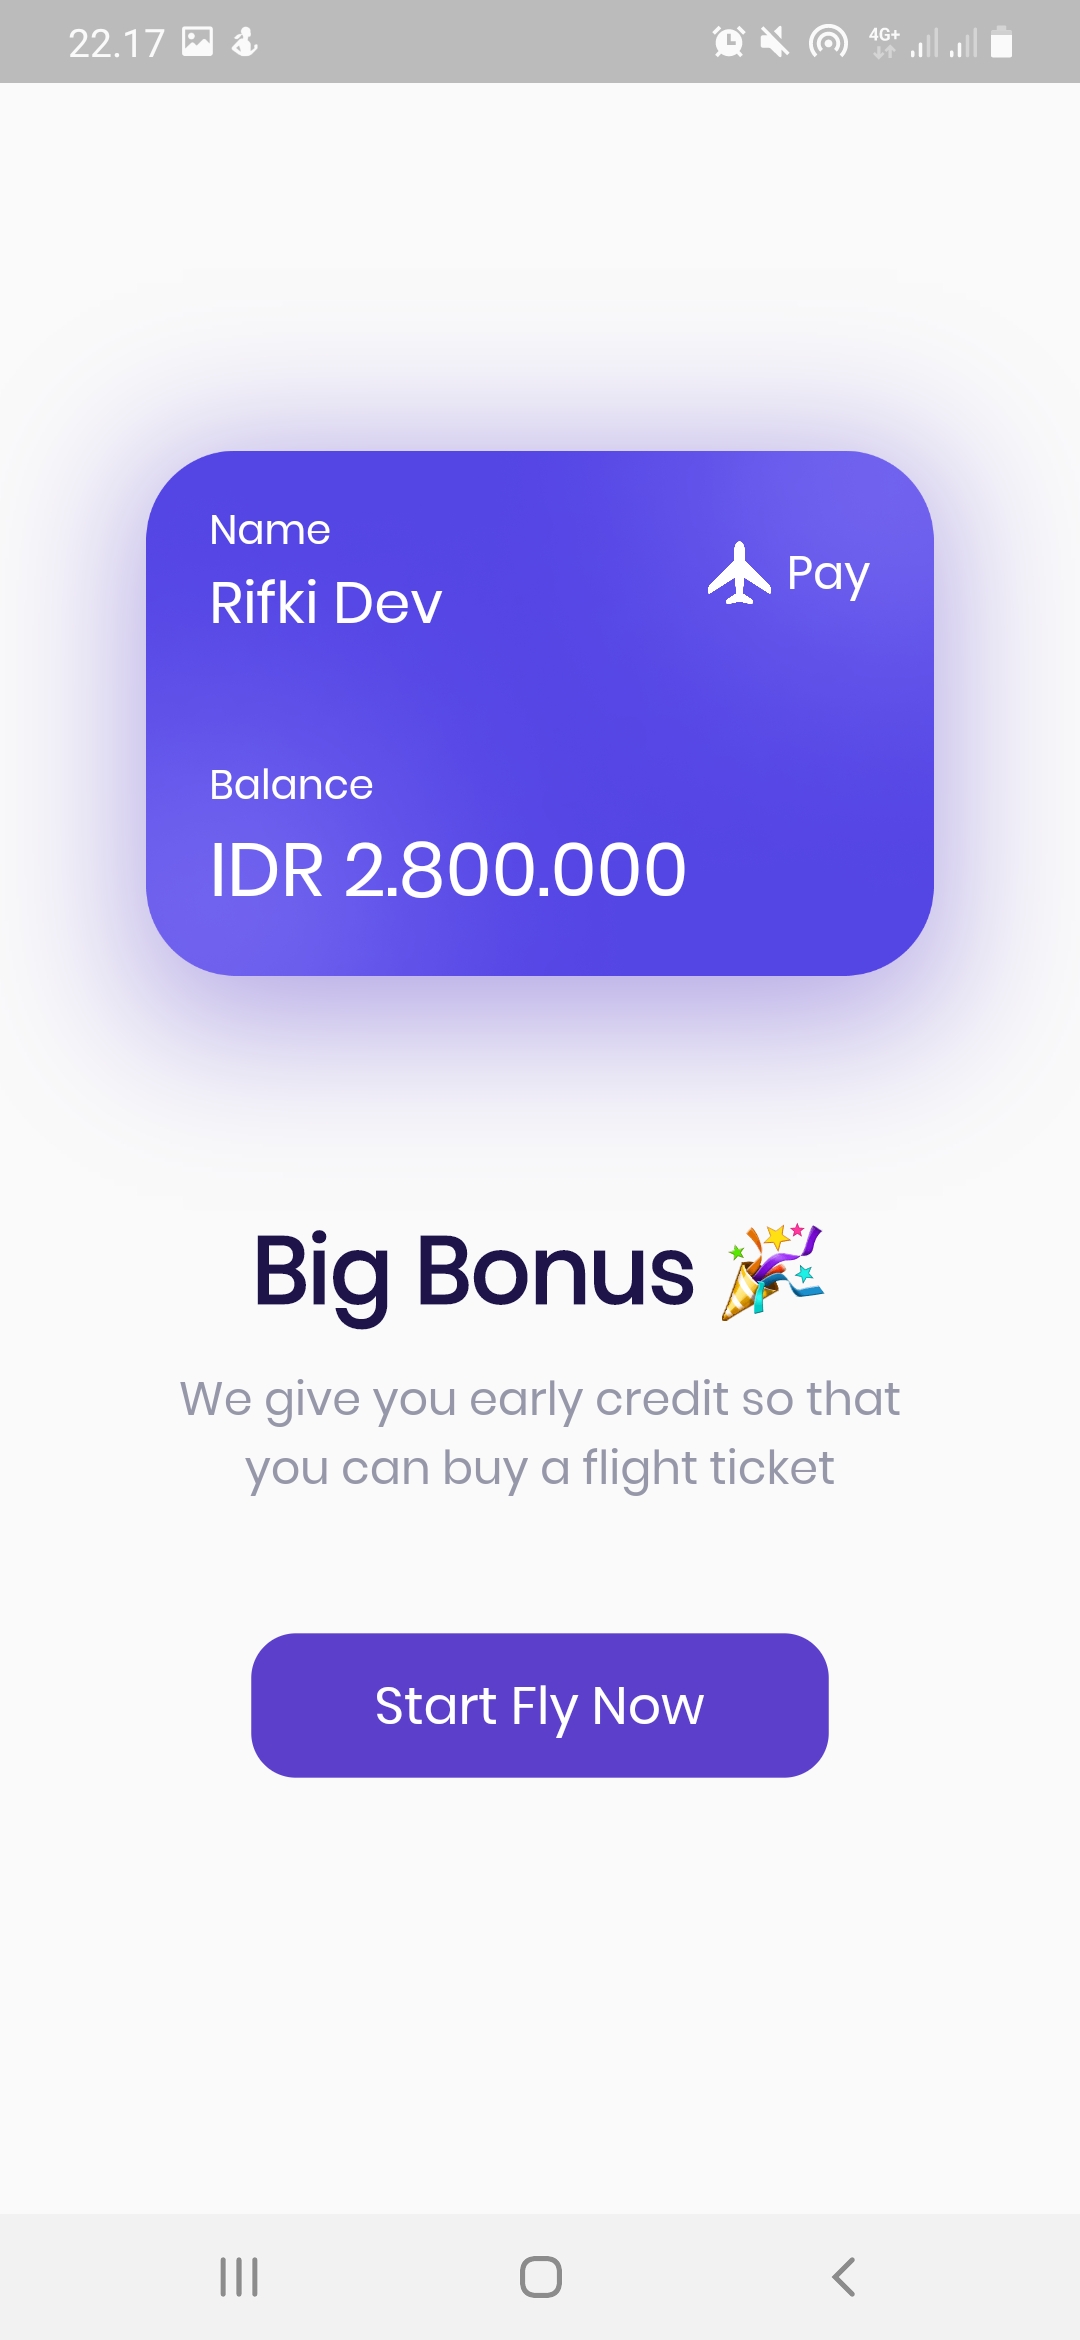 22.17
4G+
Name
Rifki Dev
Pay
Balance
IDR 2.800.000
Big Bonus 🎉
We give you early credit so that
you can buy a flight ticket
Start Fly Now